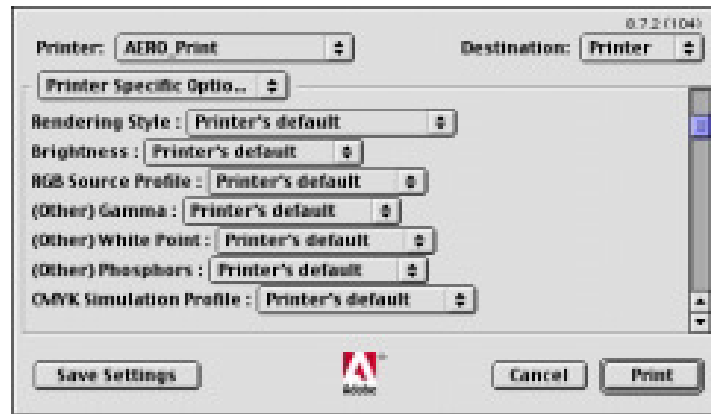 8.7.2 (104)
Printer: AERO_Print Destination: Printer
Printer Specific Optio...
Rendering Style : Printer's default
Brightness : Printer's default
RGB Source Profile : Printer's default
(Other) Gamma : Printer's default
(Other) White Point : Printer's default
(Other) Phosphors : Printer's default
CMYK Simulation Profile : Printer's default
Save Settings Adobe Cancel Print